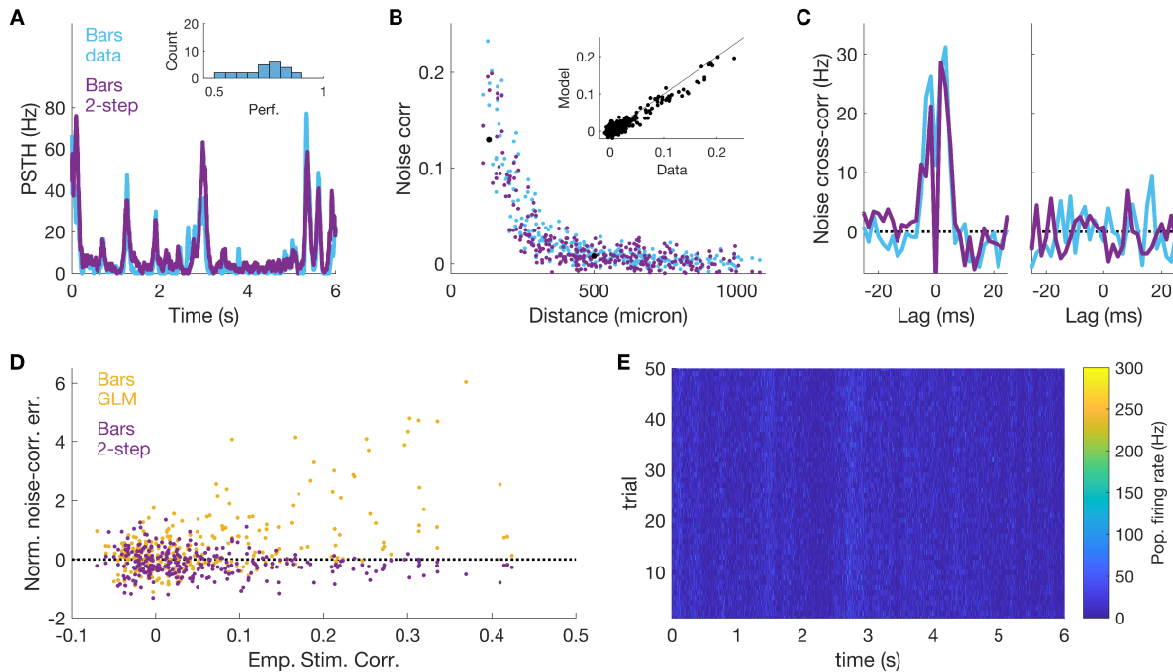 A
Bars
data
Bars
2-step
PSTH (Hz)
80
60
40
20
0
0
2
4
6
Time (s)
Count
20
10
0
0.5
1
Perf.
B
Noise corr
0.2
0.1
0
0
500
1000
Distance (micron)
Model
0.2
0.1
0
0
0.1
0.2
Data
C
Noise cross-corr (Hz)
30
20
10
0
-20
0
20
Lag (ms)
-20
0
20
Lag (ms)
D
Bars
GLM
Bars
2-step
Norm. noise-corr. err.
6
4
2
0
-2
-0.1
0
0.1
0.2
0.3
0.4
0.5
Emp. Stim. Corr.
E
trial
50
40
30
20
10
0
1
2
3
4
5
6
time (s)
300
250
200
150
100
50
0
Pop. firing rate (Hz)